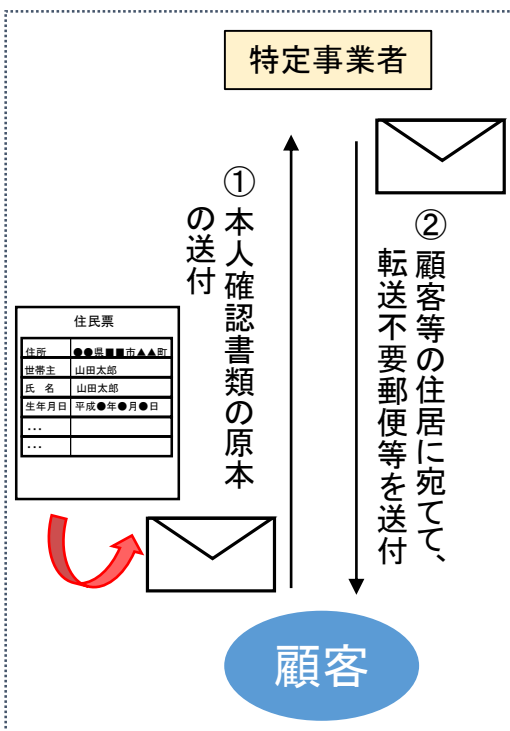 特定事業者
①本人確認書類の原本
の送付
②顧客等の住居に宛てて、
転送不要郵便等を送付
住民票
住所 ●●県■■市▲▲町
世帯主 山田太郎
氏 名 山田太郎
生年月日 平成●年●月●日
...
...
顧客